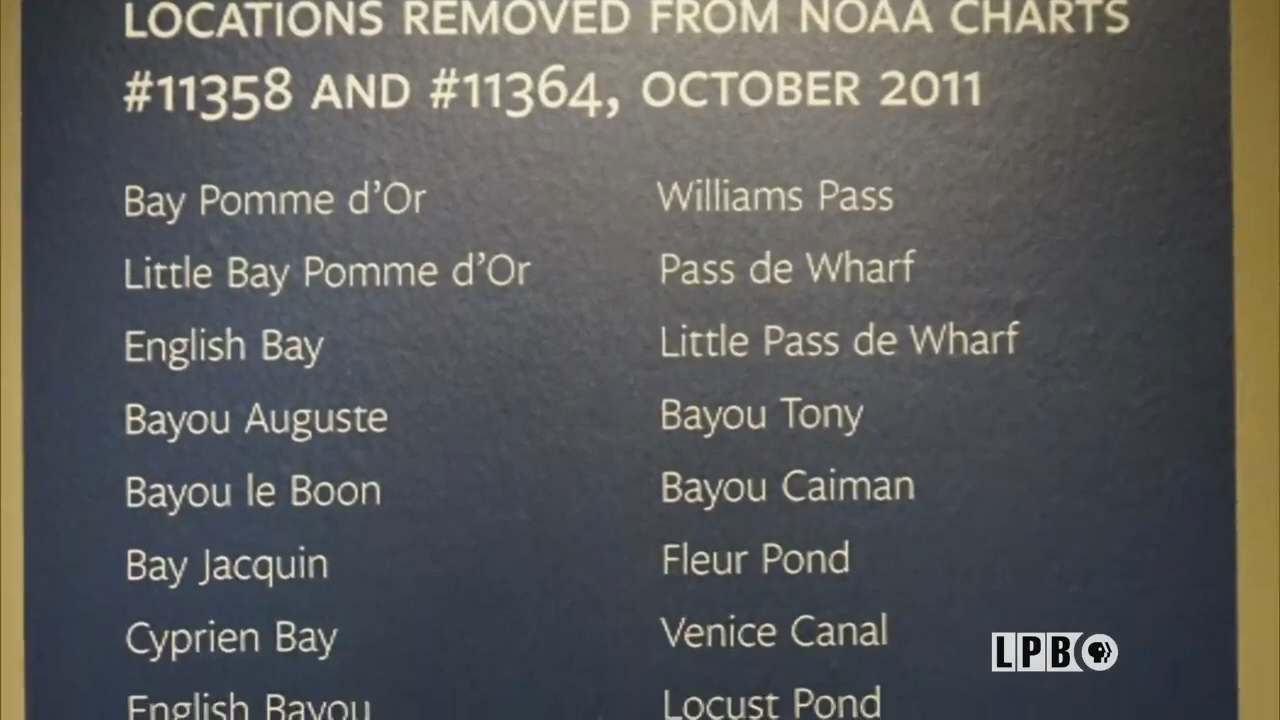 LOCATIONS REMOVED FROM NOAA CHARTS
#11358 AND #11364, OCTOBER 2011
Bay Pomme d'Or
Little Bay Pomme d'Or
English Bay
Bayou Auguste
Bayou le Boon
Bay Jacquin
Cyprien Bay
English Bayou
Williams Pass
Pass de Wharf
Little Pass de Wharf
Bayou Tony
Bayou Caiman
Fleur Pond
Venice Canal
Locust Pond
LPB